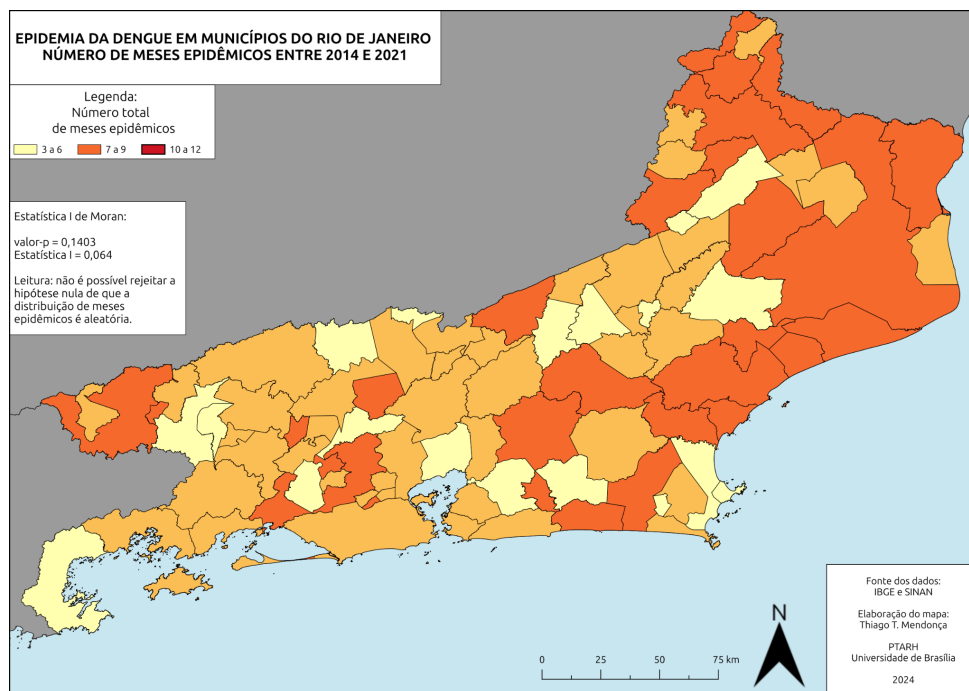 EPIDEMIA DA DENGUE EM MUNICÍPIOS DO RIO DE JANEIRO
NÚMERO DE MESES EPIDÊMICOS ENTRE 2014 E 2021
Legenda:
Número total
de meses epidêmicos
3 a 6 7 a 9 10 a 12
Estatística I de Moran:
valor-p = 0,1403
Estatística I = 0,064
Leitura: não é possível rejeitar a
hipótese nula de que a
distribuição de meses
epidêmicos é aleatória.
N
0 25 50 75 km
Fonte dos dados:
IBGE e SINAN
Elaboração do mapa:
Thiago T. Mendonça
PTARH
Universidade de Brasília
2024